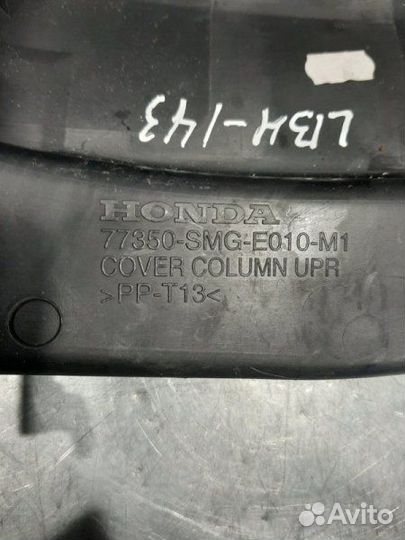 LBH-143
HONDA
77350-SMG-E010-M1
COVER COLUMN UPR
>PP-T13<
Avito